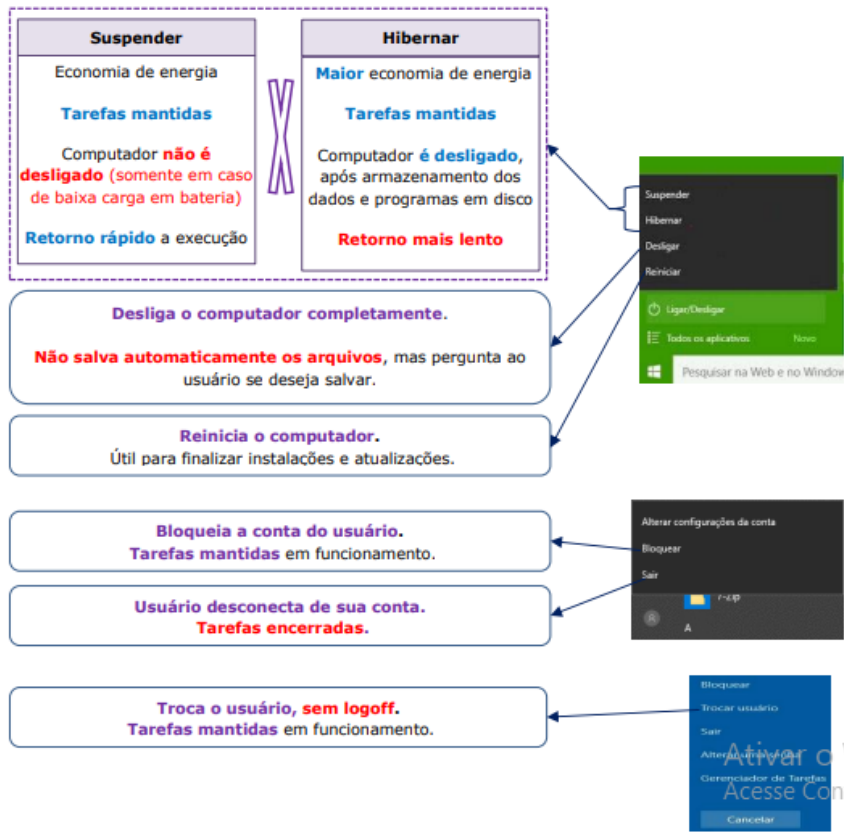 Suspender
Economia de energia
Tarefas mantidas
Computador não é
desligado (somente em caso
de baixa carga em bateria)
Retorno rápido a execução
Hibernar
Maior economia de energia
Tarefas mantidas
Computador é desligado,
após armazenamento dos
dados e programas em disco
Retorno mais lento
Suspender
Hibernar
Desligar
Reiniciar
Ligar/Desligar
Todos os aplicativos Novo
Pesquisar na Web e no Window
Desliga o computador completamente.
Não salva automaticamente os arquivos, mas pergunta ao
usuário se deseja salvar.
Reinicia o computador.
Útil para finalizar instalações e atualizações.
Bloqueia a conta do usuário.
Tarefas mantidas em funcionamento.
Usuário desconecta de sua conta.
Tarefas encerradas.
Alterar configurações da conta
Bloquear
Sair
7-Zip
A
Troca o usuário, sem logoff.
Tarefas mantidas em funcionamento.
Bloquear
Trocar usuário
Sair
Alterar uma senha
Gerenciador de Tarefas
Cancelar
Ativar o
Acesse Con